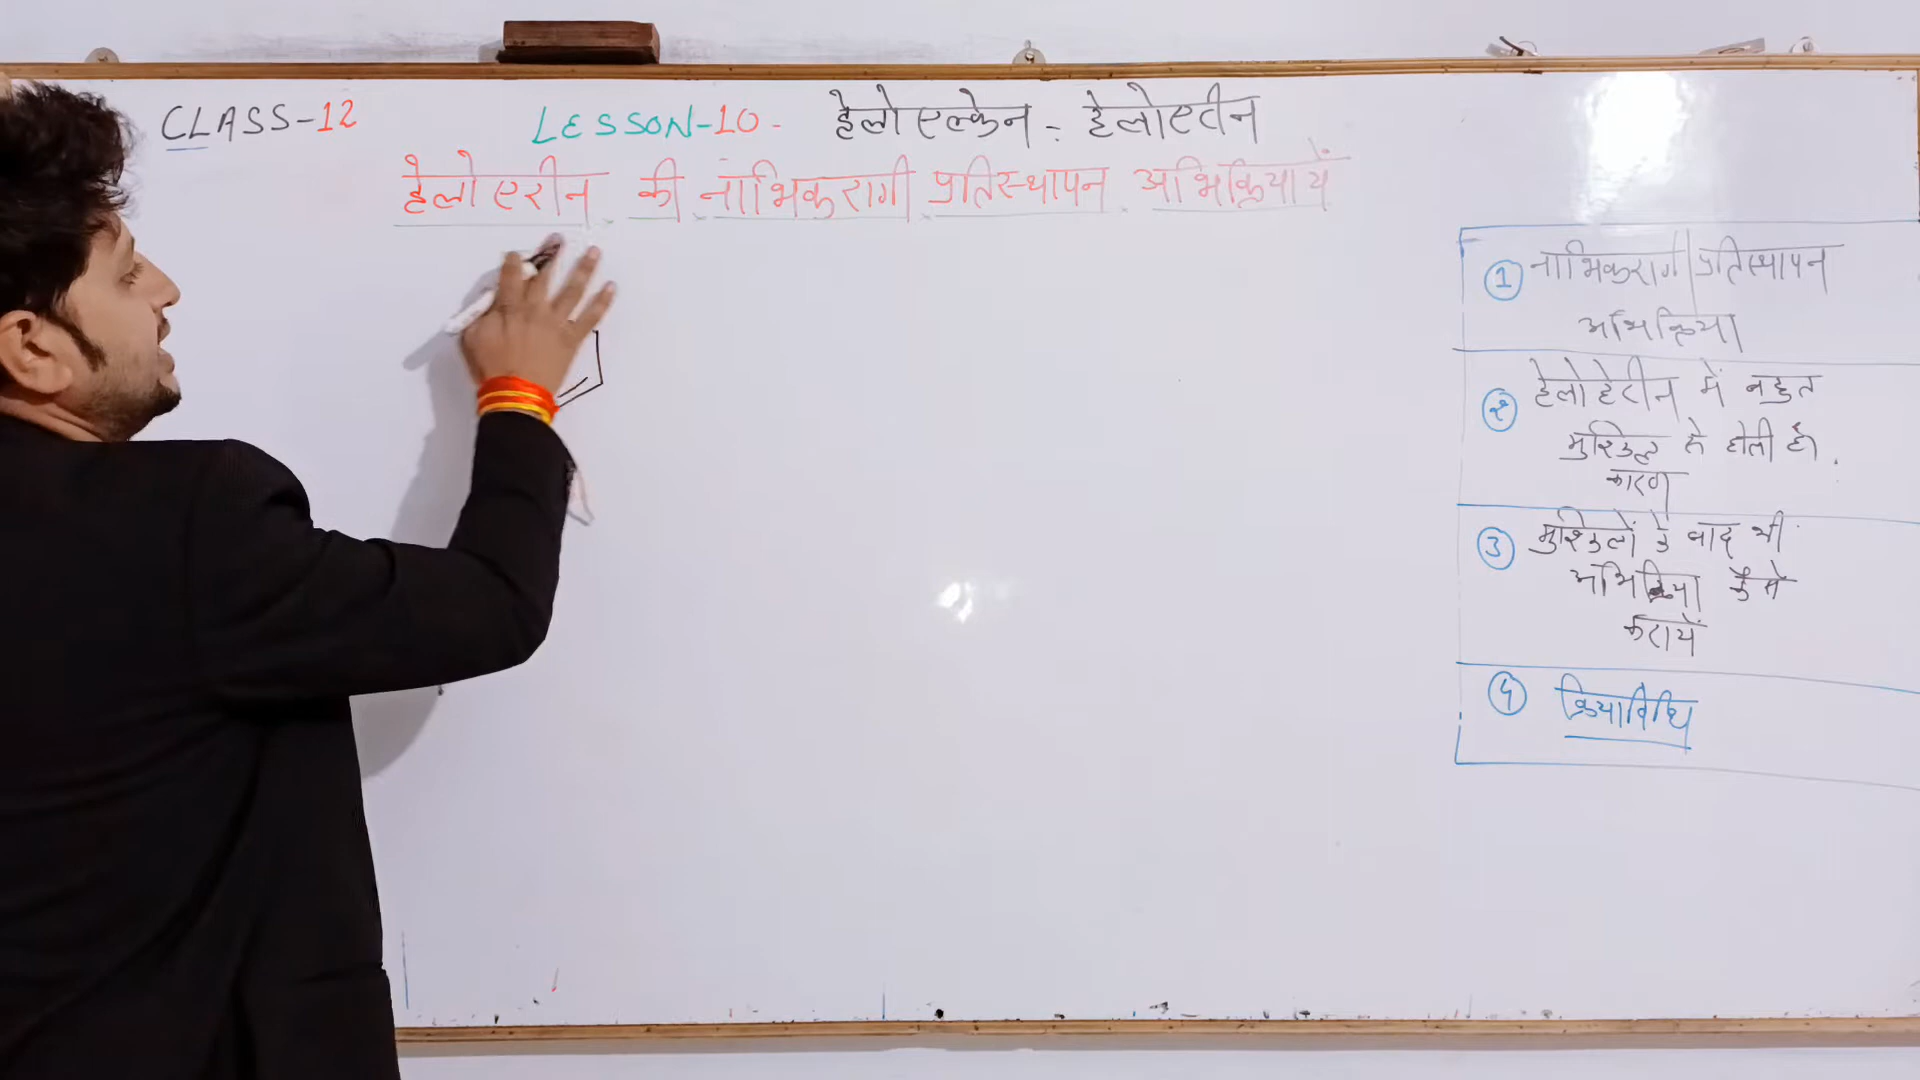 CLASS-12
LESSON-10- हेलोएल्केन - हेलोएरीन
हेलोएरीन की नाभिकरागी प्रतिस्थापन अभिक्रियायें
① नाभिकरागी प्रतिस्थापन
अभिक्रिया
② हेलोहेरीन में बहुत
मुश्किल से होती है।
कारण
③ मुश्किलों के बाद भी
अभिक्रिया कैसे
करायें
④ क्रियाविधि